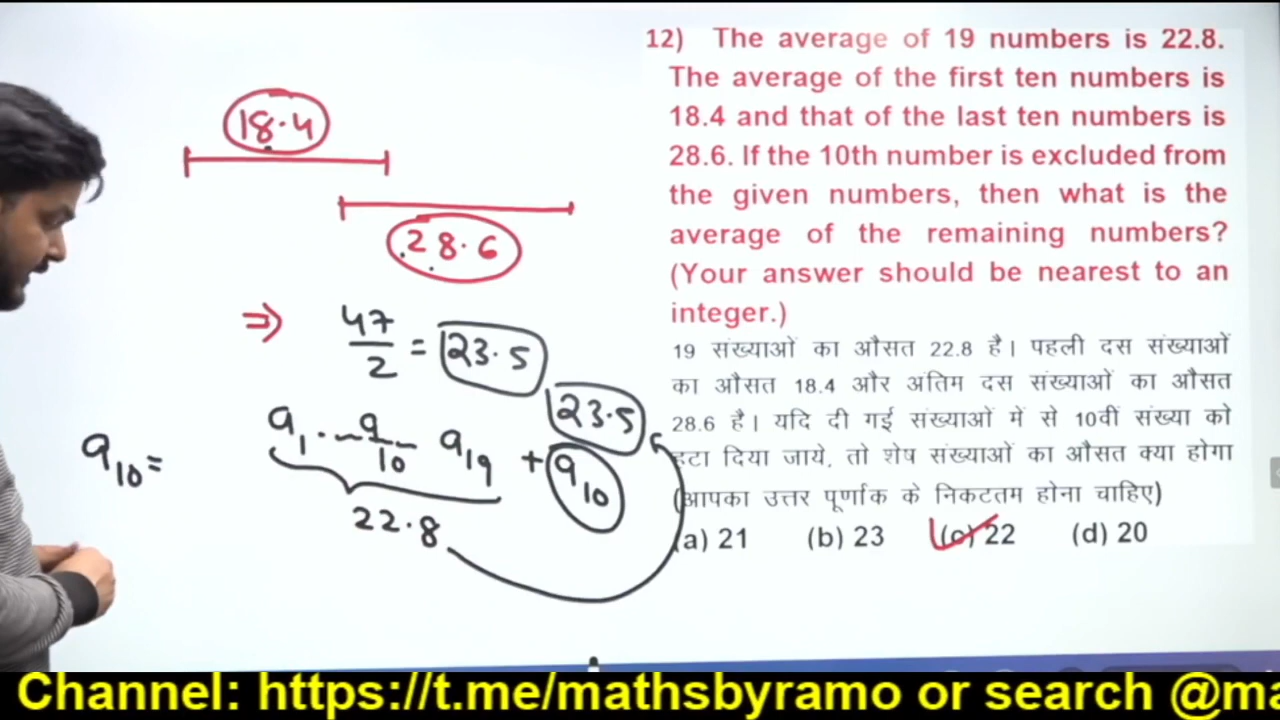 18.4
28.6
⇒ 47/2 = 23.5
23.5
a10 =
a1 . - - a10 - a19 + a10
22.8
12) The average of 19 numbers is 22.8.
The average of the first ten numbers is
18.4 and that of the last ten numbers is
28.6. If the 10th number is excluded from
the given numbers, then what is the
average of the remaining numbers?
(Your answer should be nearest to an
integer.)
19 संख्याओं का औसत 22.8 है। पहली दस संख्याओं
का औसत 18.4 और अंतिम दस संख्याओं का औसत
28.6 है। यदि दी गई संख्याओं में से 10वीं संख्या को
हटा दिया जाये, तो शेष संख्याओं का औसत क्या होगा
(आपका उत्तर पूर्णाक के निकटतम होना चाहिए)
(a) 21 (b) 23 (c) 22 (d) 20
Channel: https://t.me/mathsbyramo or search @ma